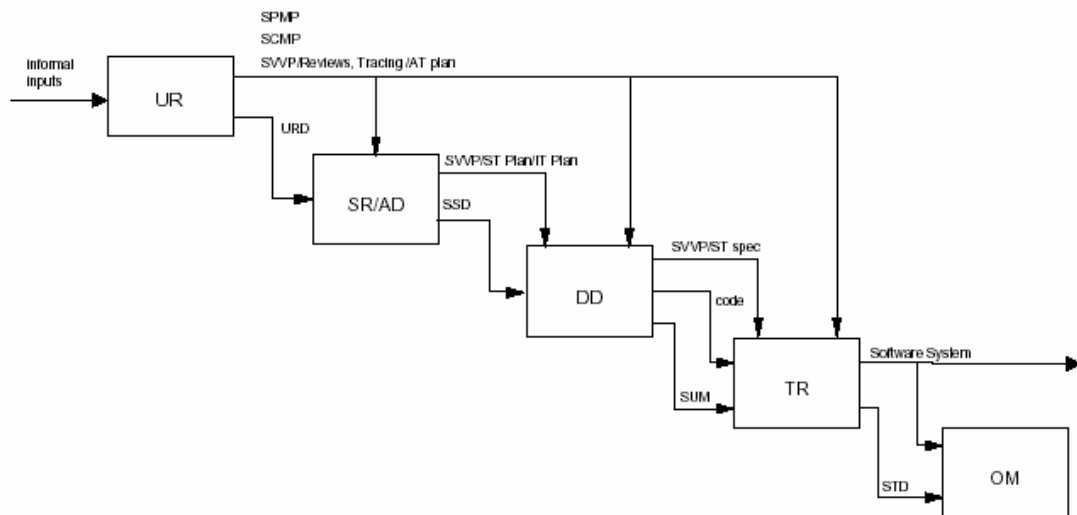 SPMP
SCMP
SVVP/Reviews, Tracing /AT plan
informal
inputs
UR
URD
SVVP/ST Plan/IT Plan
SR/AD
SSD
SVVP/ST spec
DD
code
Software System
TR
SUM
OM
STD